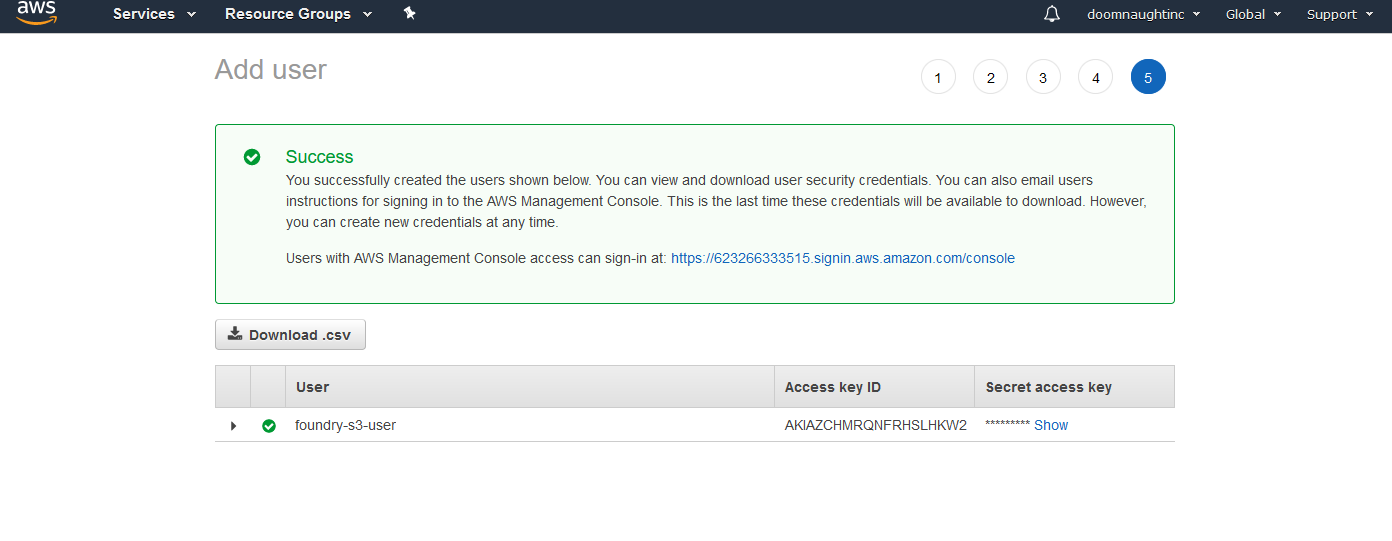 aws Services Resource Groups doomnaughtinc Global Support
Add user
1 2 3 4 5
Success
You successfully created the users shown below. You can view and download user security credentials. You can also email users
instructions for signing in to the AWS Management Console. This is the last time these credentials will be available to download. However,
you can create new credentials at any time.
Users with AWS Management Console access can sign-in at: https://623266333515.signin.aws.amazon.com/console
Download .csv
User Access key ID Secret access key
foundry-s3-user AKIAZCHMRQNFRHSLHKW2 ********* Show